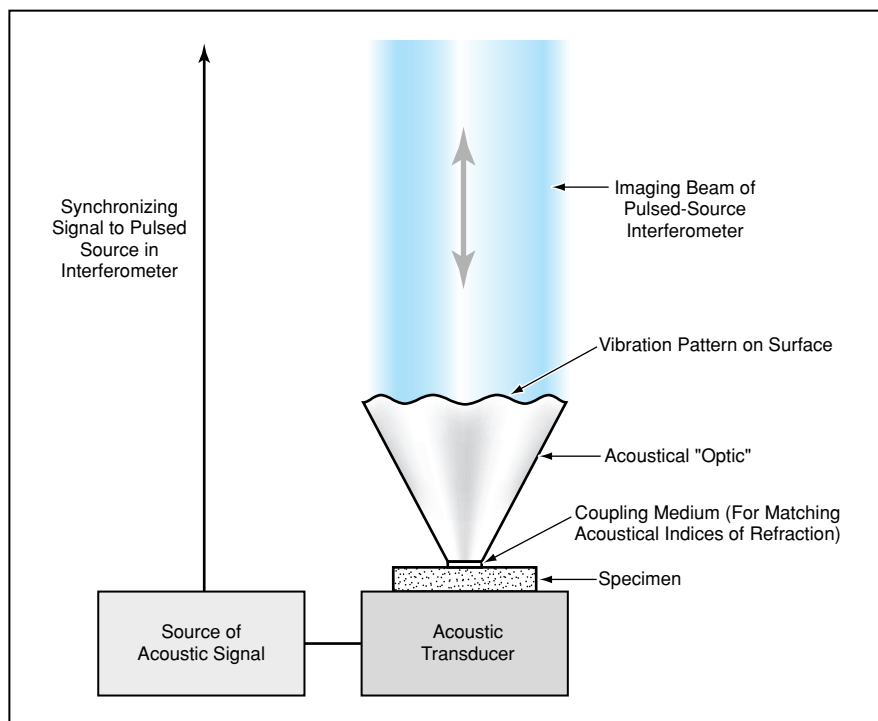 Synchronizing
Signal to Pulsed
Source in
Interferometer
Imaging Beam of
Pulsed-Source
Interferometer
Vibration Pattern on Surface
Acoustical "Optic"
Coupling Medium (For Matching
Acoustical Indices of Refraction)
Specimen
Source of
Acoustic Signal
Acoustic
Transducer